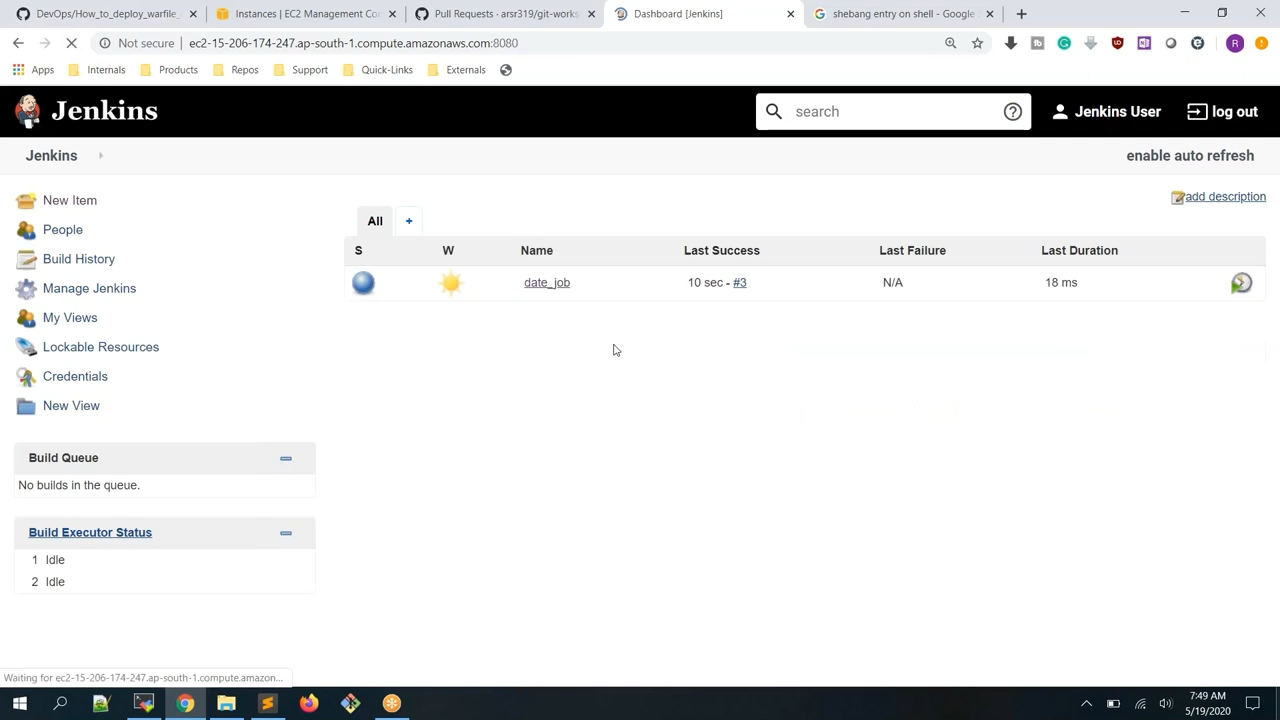 DevOps/How_to_deploy_warfile_
Instances | EC2 Management Co
Pull Requests · arsr319/git-works
Dashboard [Jenkins]
shebang entry on shell - Google
Not secure | ec2-15-206-174-247.ap-south-1.compute.amazonaws.com:8080
Apps
Internals
Products
Repos
Support
Quick-Links
Externals
Jenkins
search
Jenkins User
log out
Jenkins
enable auto refresh
New Item
People
Build History
Manage Jenkins
My Views
Lockable Resources
Credentials
New View
add description
All
+
S W Name Last Success Last Failure Last Duration
date_job 10 sec - #3 N/A 18 ms
Build Queue
No builds in the queue.
Build Executor Status
1 Idle
2 Idle
Waiting for ec2-15-206-174-247.ap-south-1.compute.amazon...
7:49 AM
5/19/2020